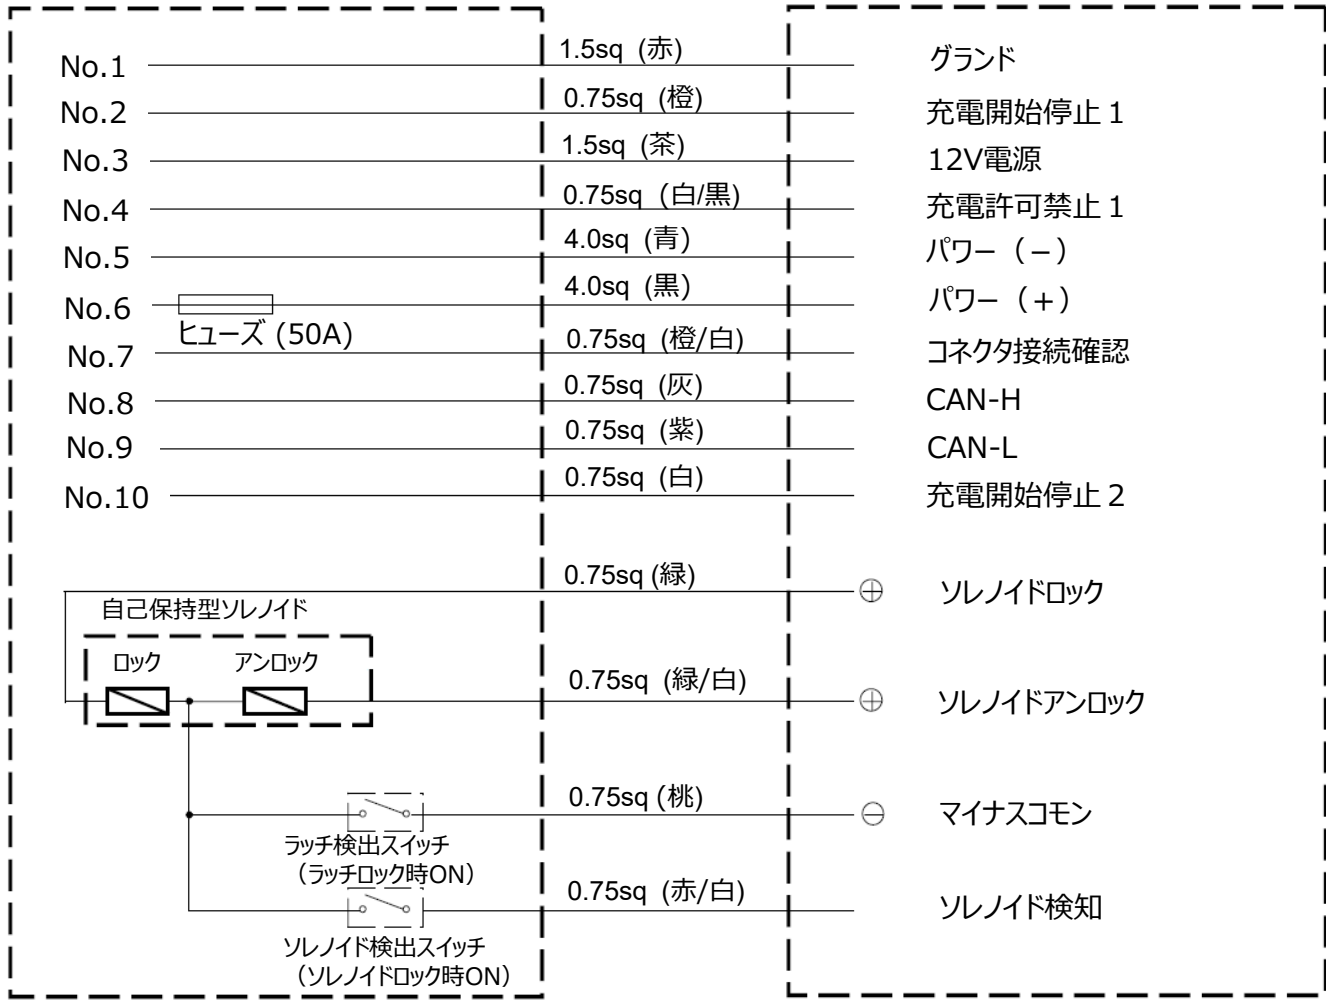 No.1 1.5sq (赤) グランド
No.2 0.75sq (橙) 充電開始停止1
No.3 1.5sq (茶) 12V電源
No.4 0.75sq (白/黒) 充電許可禁止1
No.5 4.0sq (青) パワー（−）
No.6 4.0sq (黒) パワー（+）
ヒューズ (50A)
No.7 0.75sq (橙/白) コネクタ接続確認
No.8 0.75sq (灰) CAN-H
No.9 0.75sq (紫) CAN-L
No.10 0.75sq (白) 充電開始停止2
0.75sq (緑) ⊕ ソレノイドロック
自己保持型ソレノイド
ロック アンロック
0.75sq (緑/白) ⊕ ソレノイドアンロック
0.75sq (桃) ⊖ マイナスコモン
ラッチ検出スイッチ
（ラッチロック時ON）
0.75sq (赤/白) ソレノイド検知
ソレノイド検出スイッチ
（ソレノイドロック時ON）